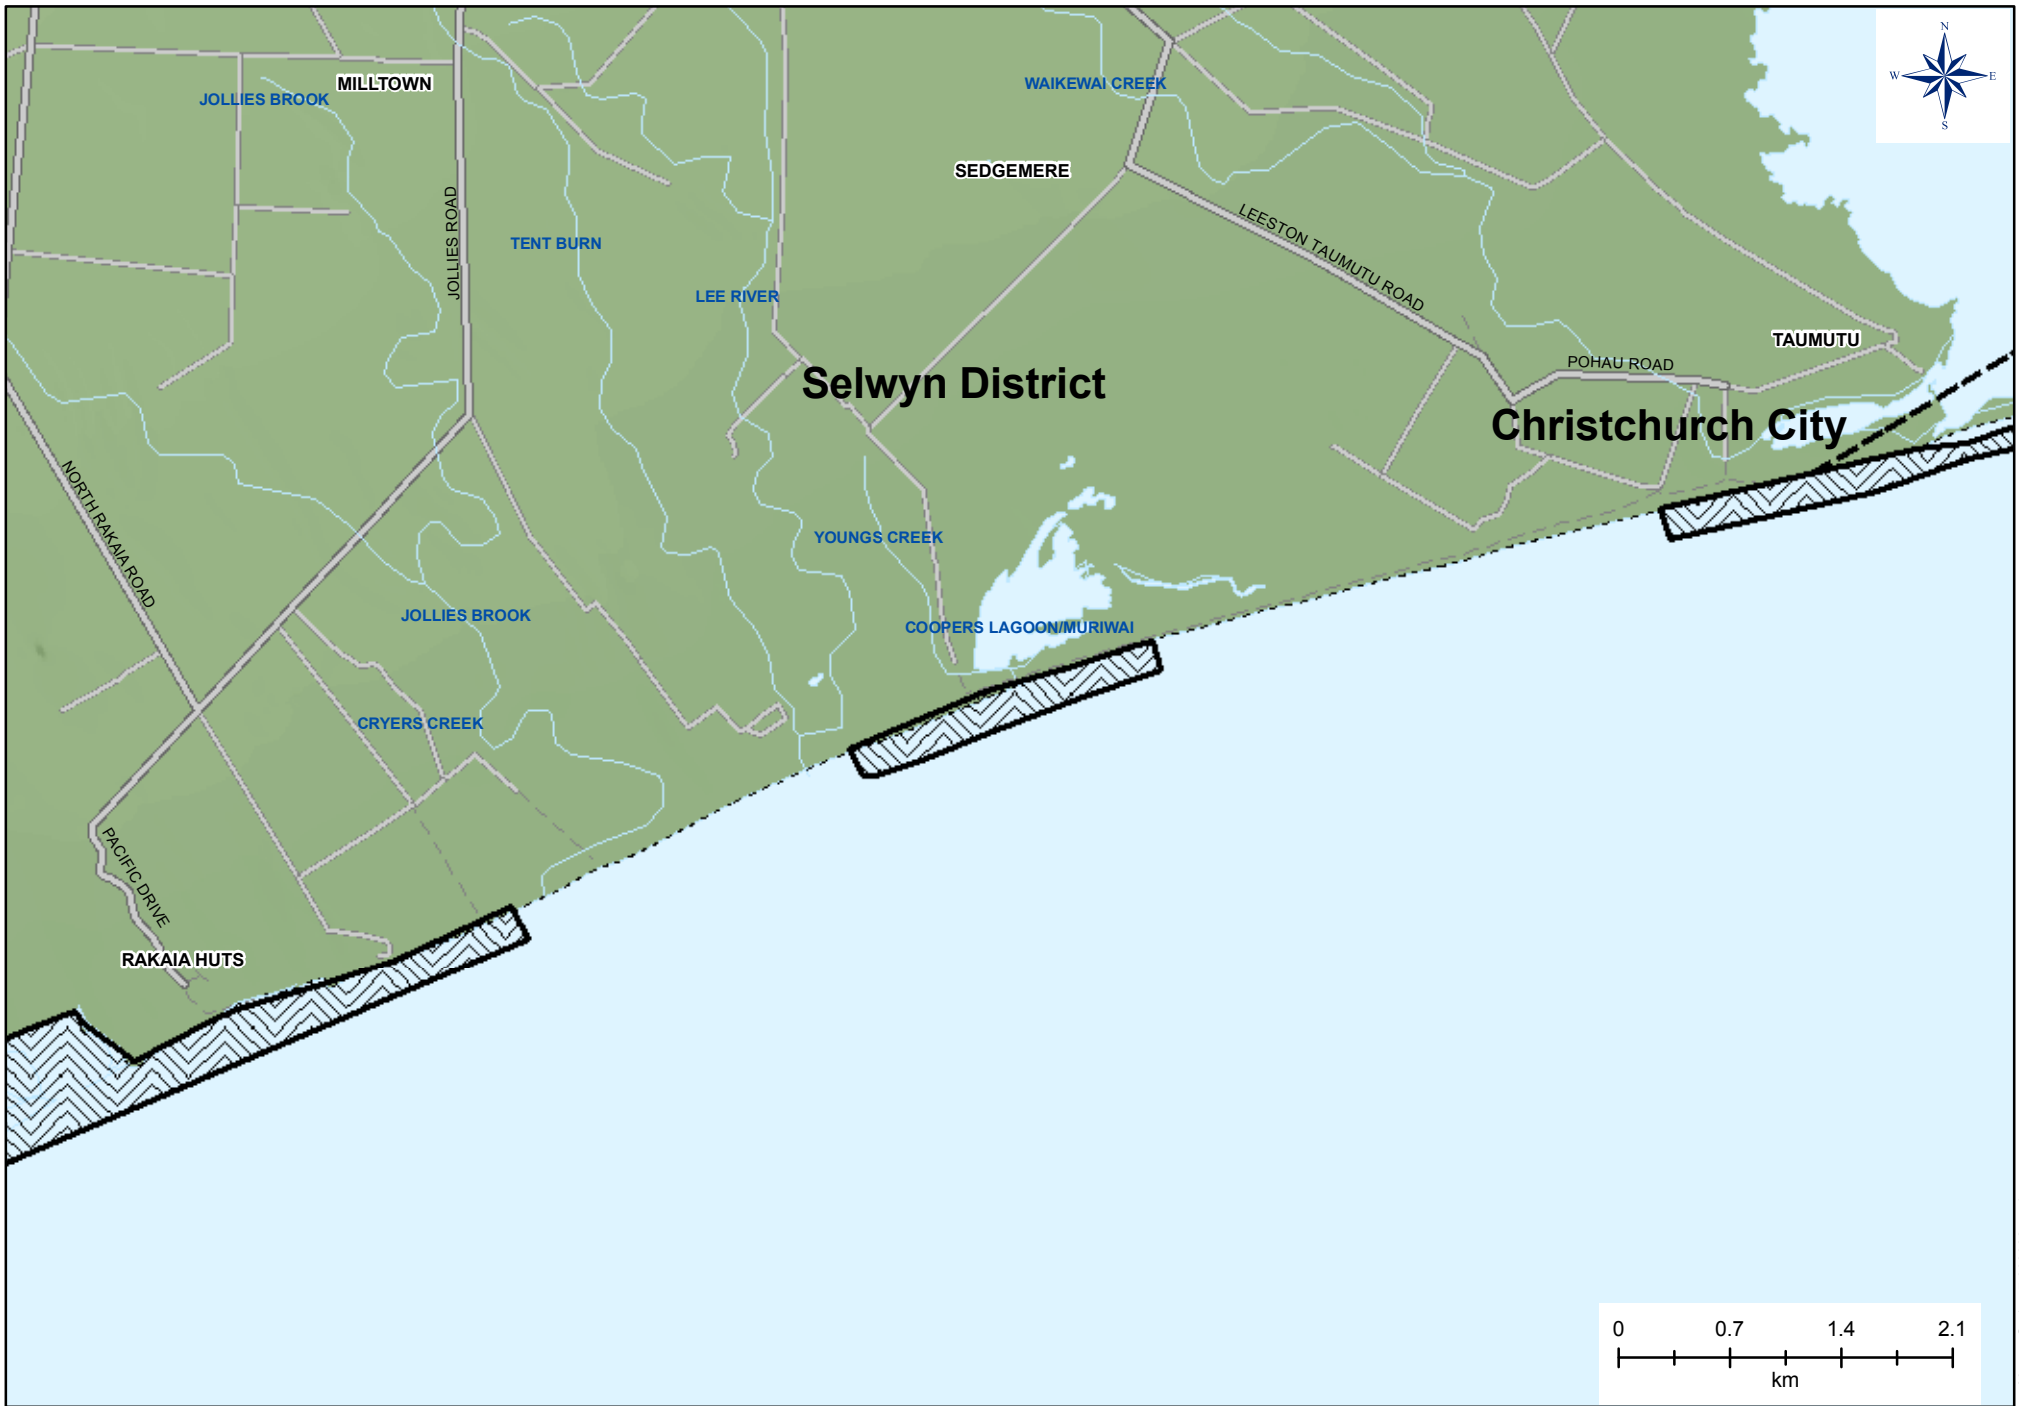 N
W E
S
MILLTOWN
JOLLIES BROOK
WAIKEWAI CREEK
SEDGEMERE
JOLLIES ROAD
TENT BURN
LEESTON TAUMUTU ROAD
LEE RIVER
TAUMUTU
POHAU ROAD
Selwyn District
Christchurch City
NORTH RAKAIA ROAD
YOUNGS CREEK
JOLLIES BROOK
COOPERS LAGOON/MURIWAI
CRYERS CREEK
PACIFIC DRIVE
RAKAIA HUTS
0 0.7 1.4 2.1
km